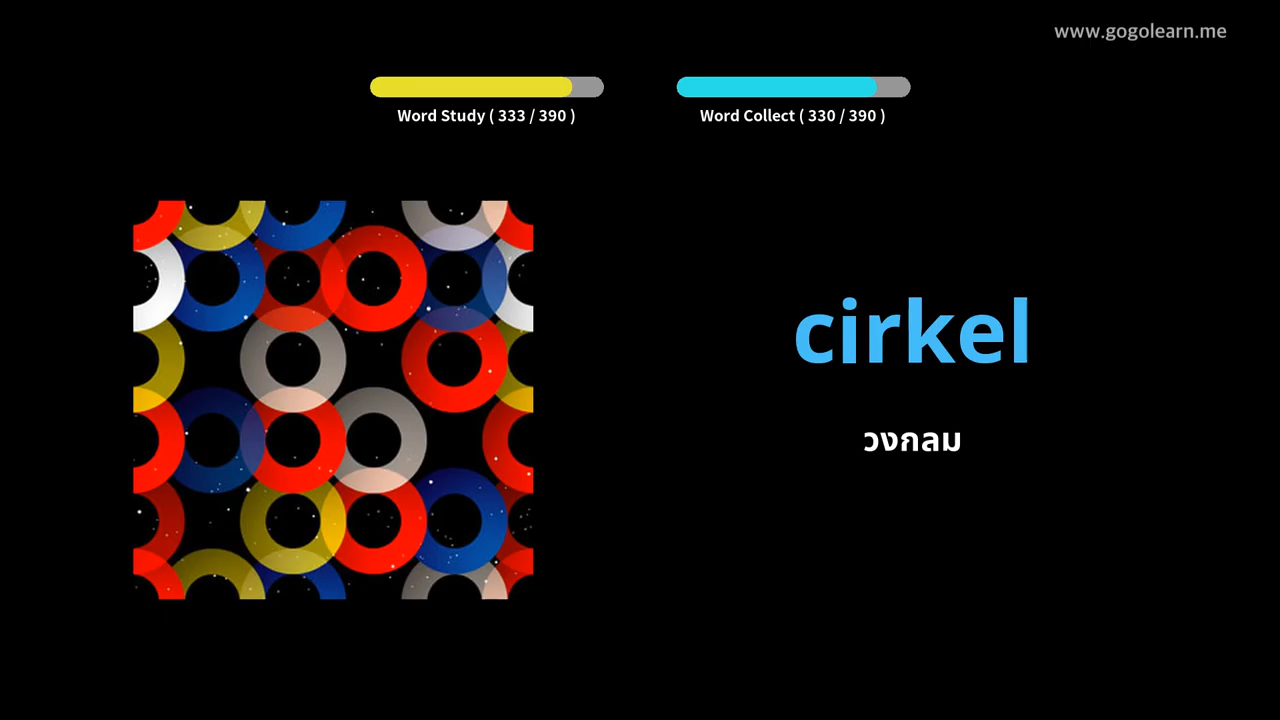 www.gogolearn.me
Word Study ( 333 / 390 )
Word Collect ( 330 / 390 )
cirkel
วงกลม